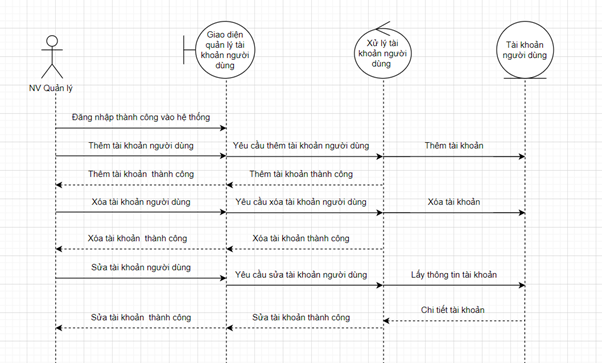 Giao diện
quản lý tài
khoản người
dùng
Xử lý tài
khoản người
dùng
Tài khoản
người dùng
NV Quản lý
Đăng nhập thành công vào hệ thống
Thêm tài khoản người dùng
Yêu cầu thêm tài khoản người dùng
Thêm tài khoản
Thêm tài khoản thành công
Thêm tài khoản thành công
Xóa tài khoản người dùng
Yêu cầu xóa tài khoản người dùng
Xóa tài khoản
Xóa tài khoản thành công
Xóa tài khoản thành công
Sửa tài khoản người dùng
Yêu cầu sửa tài khoản người dùng
Lấy thông tin tài khoản
Chi tiết tài khoản
Sửa tài khoản thành công
Sửa tài khoản thành công